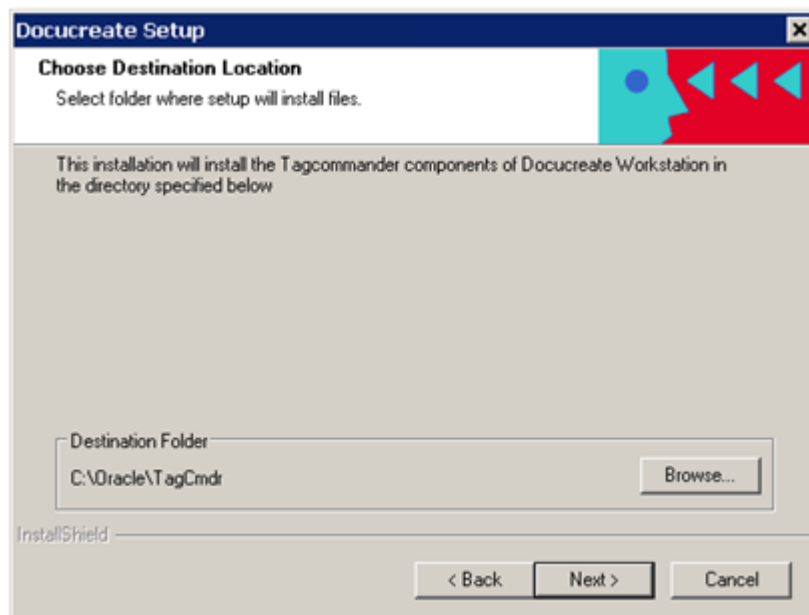 Docucreate Setup
Choose Destination Location
Select folder where setup will install files.
This installation will install the Tagcommander components of Docucreate Workstation in
the directory specified below
Destination Folder
C:\Oracle\TagCmdr
Browse...
InstallShield
< Back
Next >
Cancel